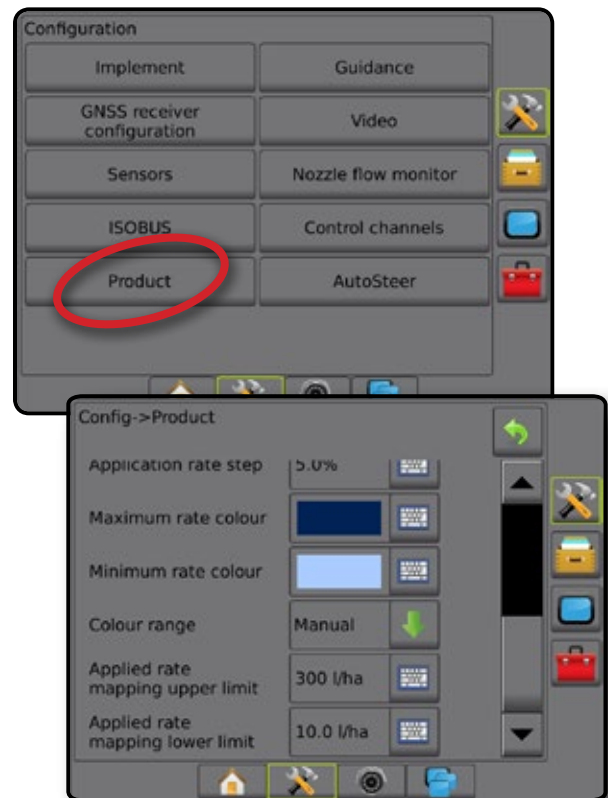 Configuration
Implement
Guidance
GNSS receiver
configuration
Video
Sensors
Nozzle flow monitor
ISOBUS
Control channels
Product
AutoSteer
Config->Product
Application rate step
5.0%
Maximum rate colour
Minimum rate colour
Colour range
Manual
Applied rate
mapping upper limit
300 l/ha
Applied rate
mapping lower limit
10.0 l/ha